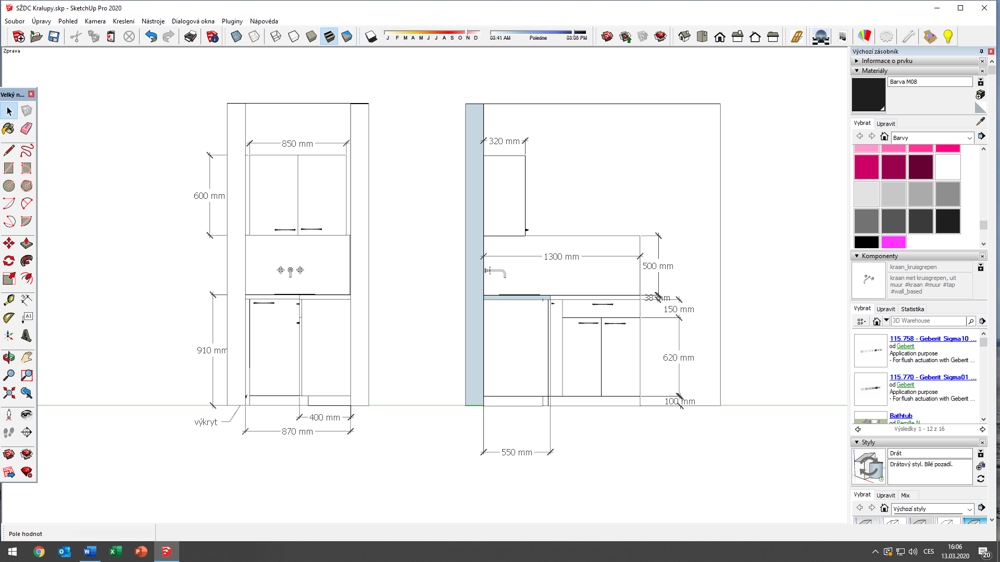 SŽDC Kralupy.skp - SketchUp Pro 2020
Soubor Úpravy Pohled Kamera Kreslení Nástroje Dialogová okna Pluginy Nápověda
J F M A M J J A S O N D
03:41 AM Poledne 03:05 PM
Zprava
Velký n...
A1
850 mm
600 mm
910 mm
výkryt
400 mm
870 mm
320 mm
1300 mm
500 mm
38 mm
150 mm
620 mm
100 mm
550 mm
Výchozí zásobník
Informace o prvku
Materiály
Barva M08
Vybrat Upravit
Barvy
Komponenty
kraan_kruisgrepen
kraan met kruisgrepen, uit
muur #kraan #muur #tap
#wall_based
Vybrat Upravit Statistika
3D Warehouse
115.758 - Geberit Sigma10 ...
od Geberit
Application purpose
- For flush actuation with Geberit ...
115.770 - Geberit Sigma01 ...
od Geberit
Application purpose
- For flush actuation with Geberit ...
Bathtub
od Pernille N
Výsledky 1 - 12 z 16
Styly
Drát
Drátový styl. Bílé pozadí.
Vybrat Upravit Mix
Výchozí styly
Pole hodnot
CES
16:06
13.03.2020
20